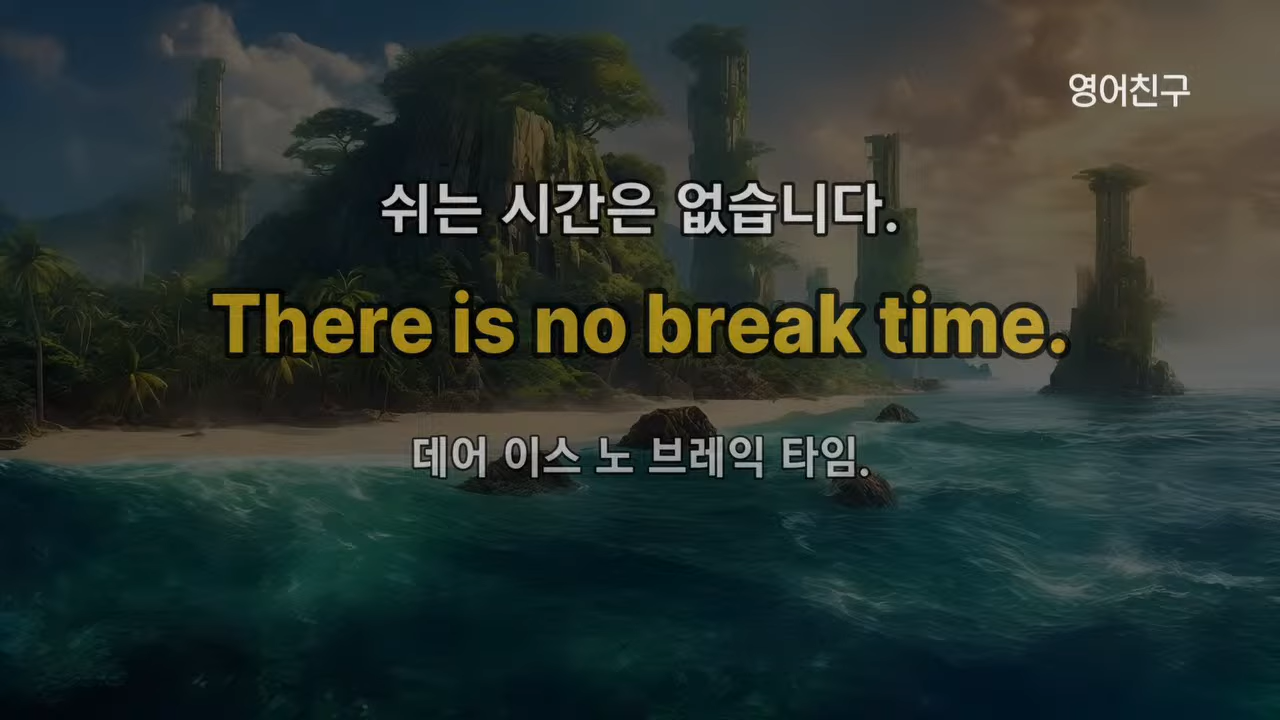 영어친구
쉬는 시간은 없습니다.
There is no break time.
데어 이스 노 브레익 타임.